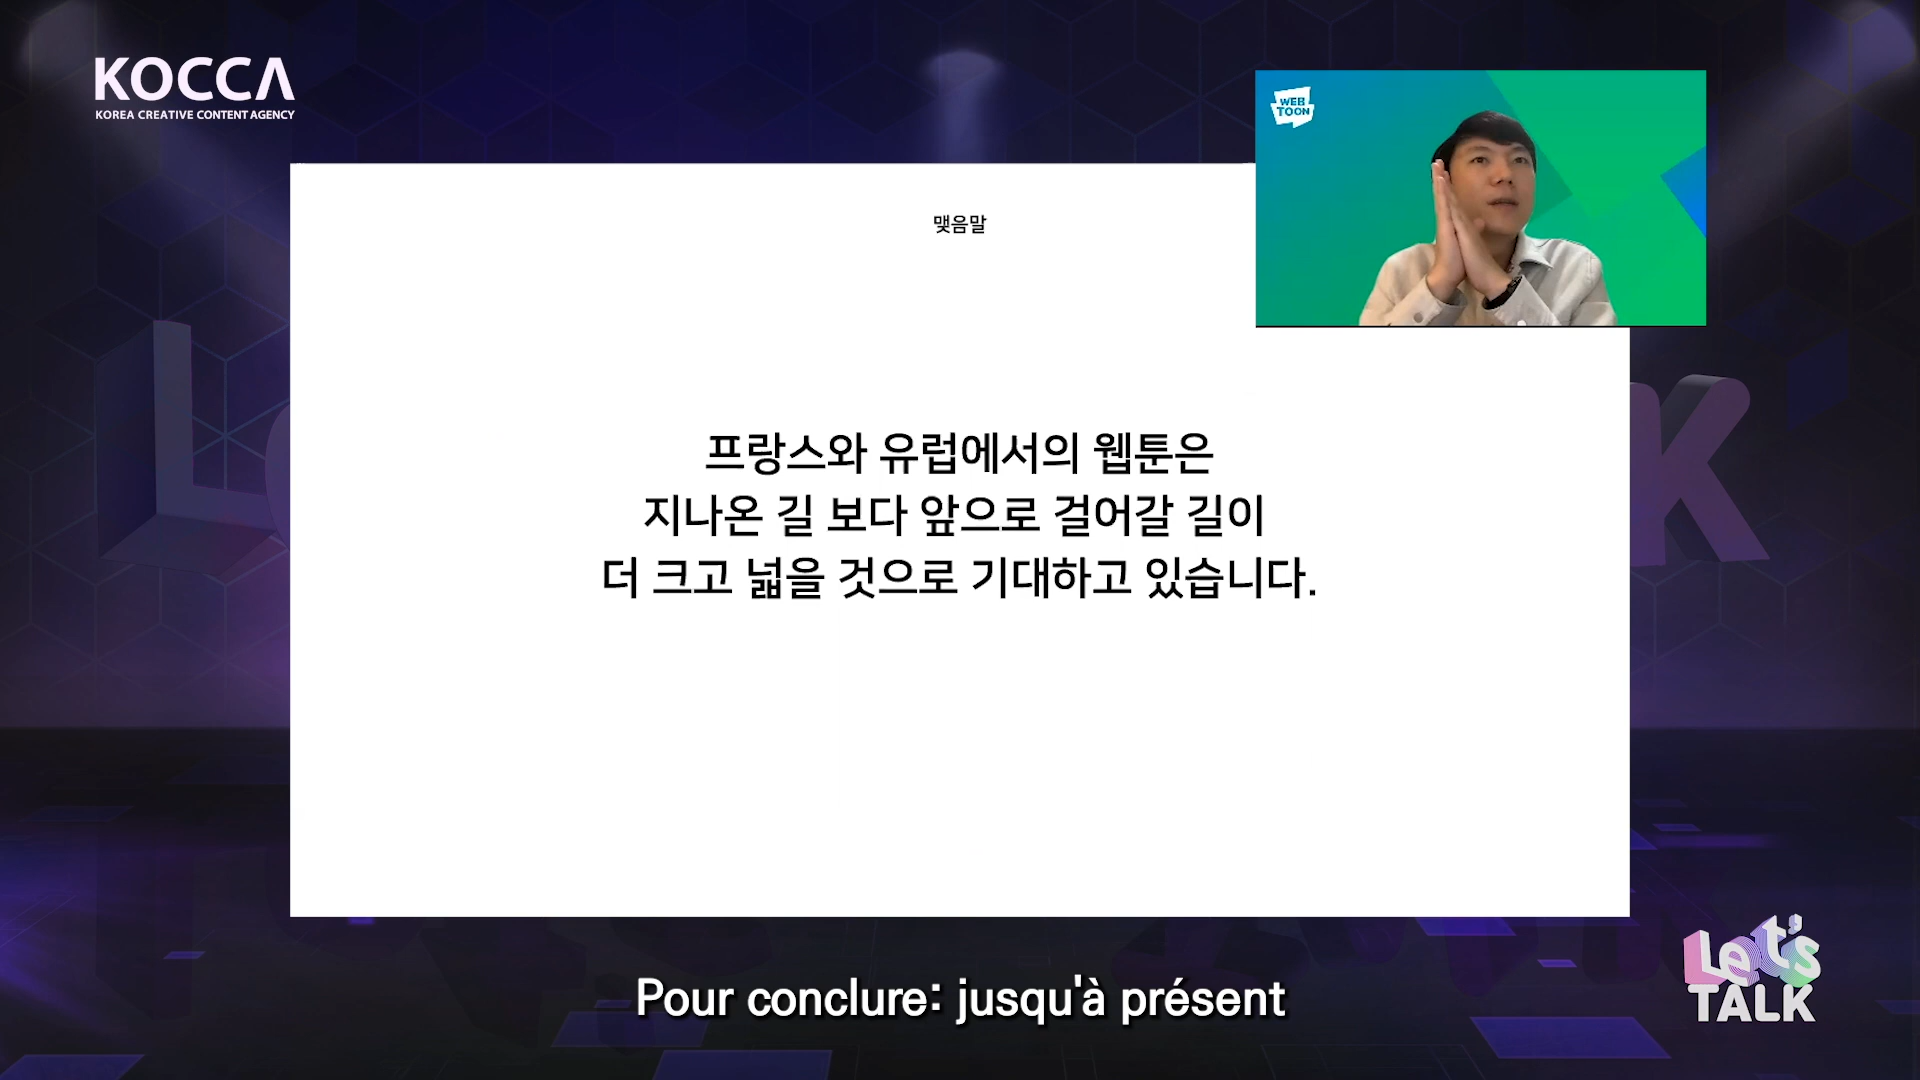 KOCCA
KOREA CREATIVE CONTENT AGENCY
WEB
TOON
맺음말
프랑스와 유럽에서의 웹툰은
지나온 길 보다 앞으로 걸어갈 길이
더 크고 넓을 것으로 기대하고 있습니다.
Pour conclure: jusqu'à présent
Let's
TALK